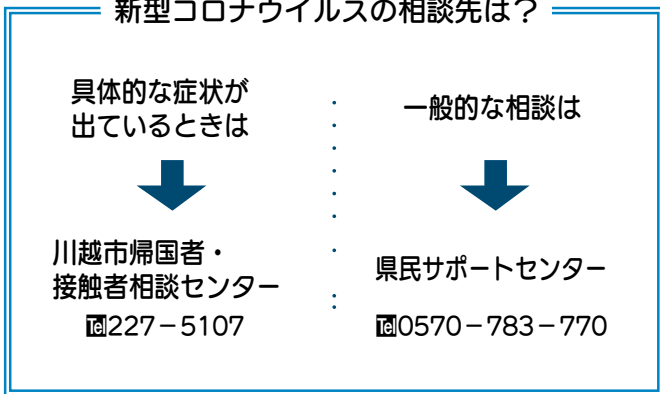 新型コロナウイルスの相談先は？
具体的な症状が
出ているときは
川越市帰国者・
接触者相談センター
℡227－5107
一般的な相談は
県民サポートセンター
℡0570－783－770